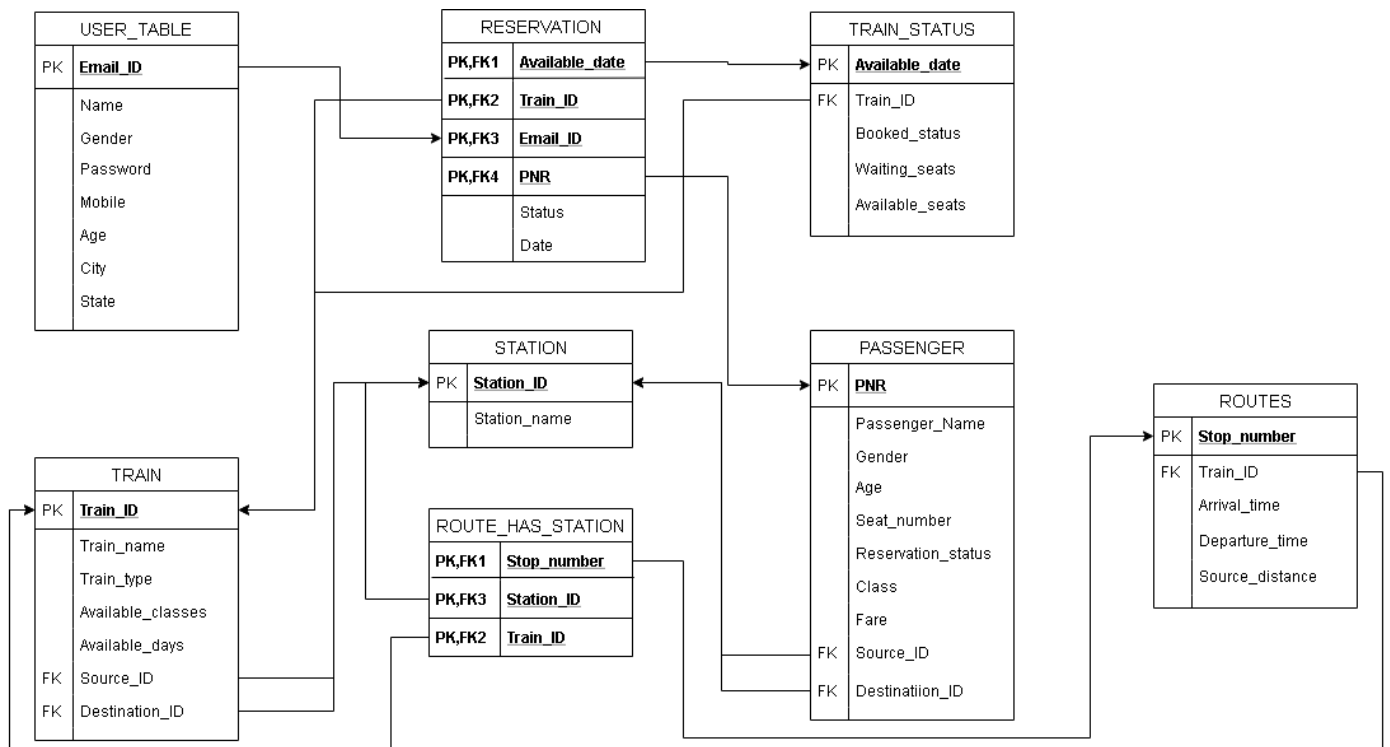 USER_TABLE
PK Email_ID
Name
Gender
Password
Mobile
Age
City
State
RESERVATION
PK,FK1 Available_date
PK,FK2 Train_ID
PK,FK3 Email_ID
PK,FK4 PNR
Status
Date
TRAIN_STATUS
PK Available_date
FK Train_ID
Booked_status
Waiting_seats
Available_seats
STATION
PK Station_ID
Station_name
PASSENGER
PK PNR
Passenger_Name
Gender
Age
Seat_number
Reservation_status
Class
Fare
FK Source_ID
FK Destinatiion_ID
ROUTES
PK Stop_number
FK Train_ID
Arrival_time
Departure_time
Source_distance
TRAIN
PK Train_ID
Train_name
Train_type
Available_classes
Available_days
FK Source_ID
FK Destination_ID
ROUTE_HAS_STATION
PK,FK1 Stop_number
PK,FK3 Station_ID
PK,FK2 Train_ID